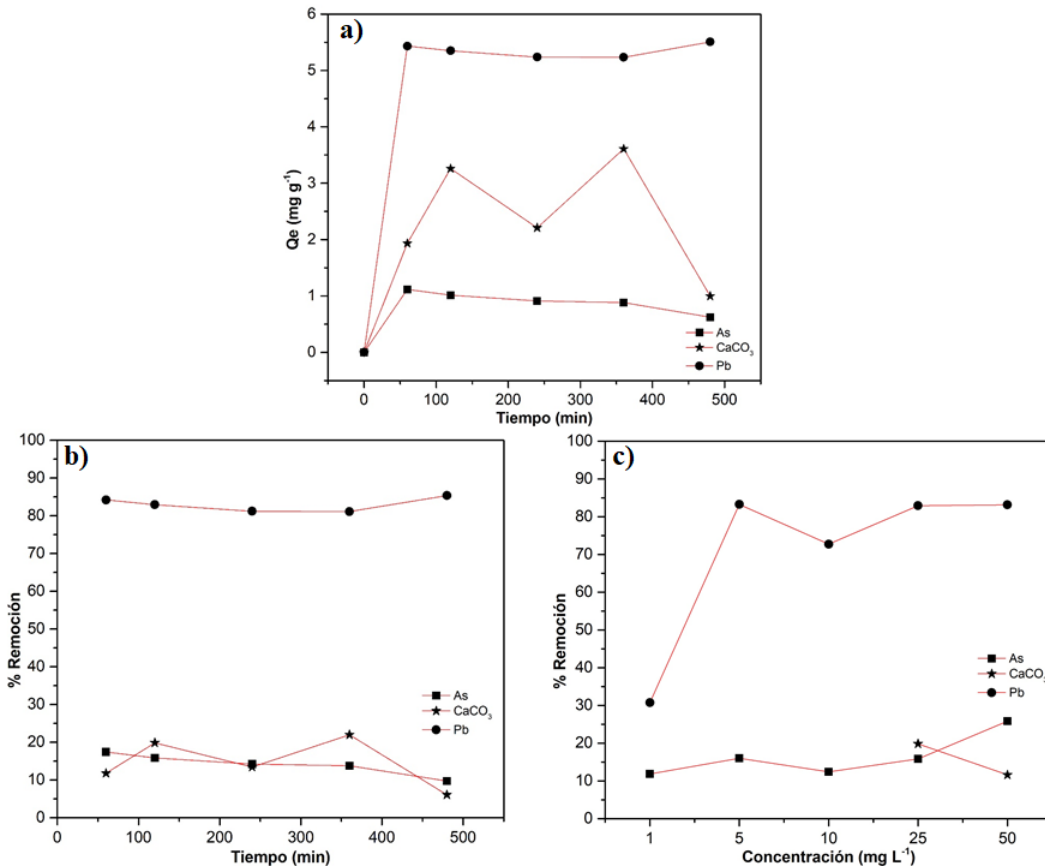 a)
6
5
4
3
2
1
0
Qe (mg g⁻¹)
0 100 200 300 400 500
Tiempo (min)
As
CaCO₃
Pb
b)
100
90
80
70
60
50
40
30
20
10
0
% Remoción
0 100 200 300 400 500
Tiempo (min)
As
CaCO₃
Pb
c)
100
90
80
70
60
50
40
30
20
10
0
% Remoción
1 5 10 25 50
Concentración (mg L⁻¹)
As
CaCO₃
Pb